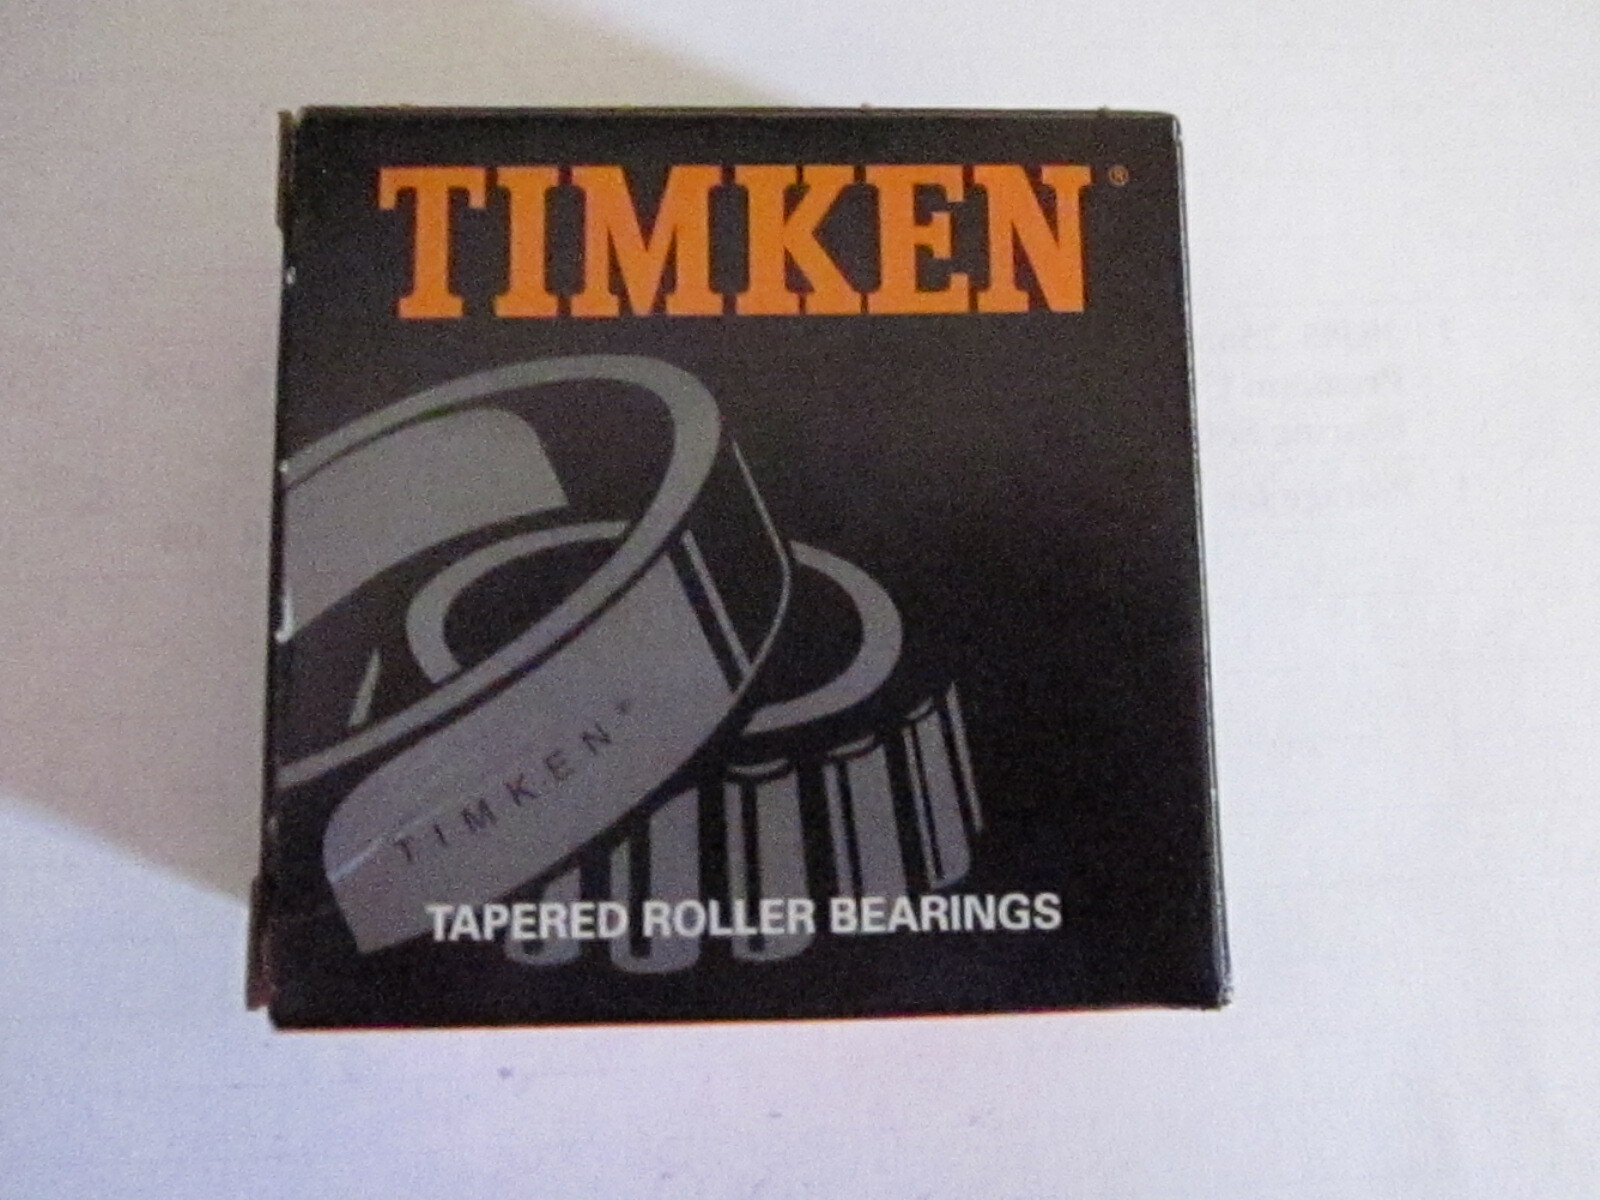 TIMKEN®
TIMKEN
TAPERED ROLLER BEARINGS